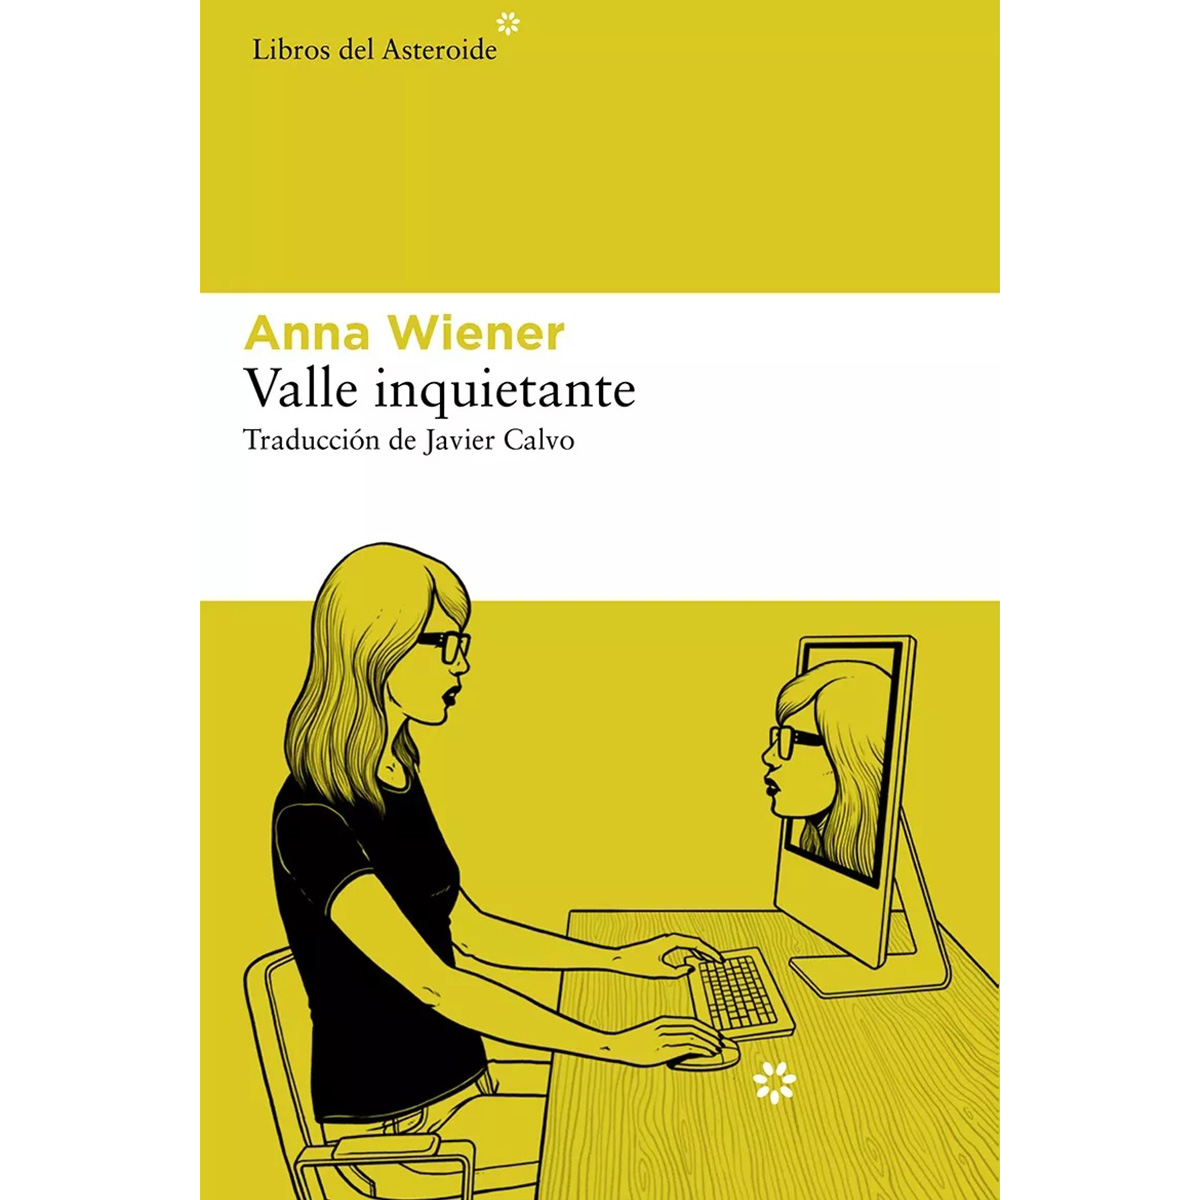 Libros del Asteroide
Anna Wiener
Valle inquietante
Traducción de Javier Calvo